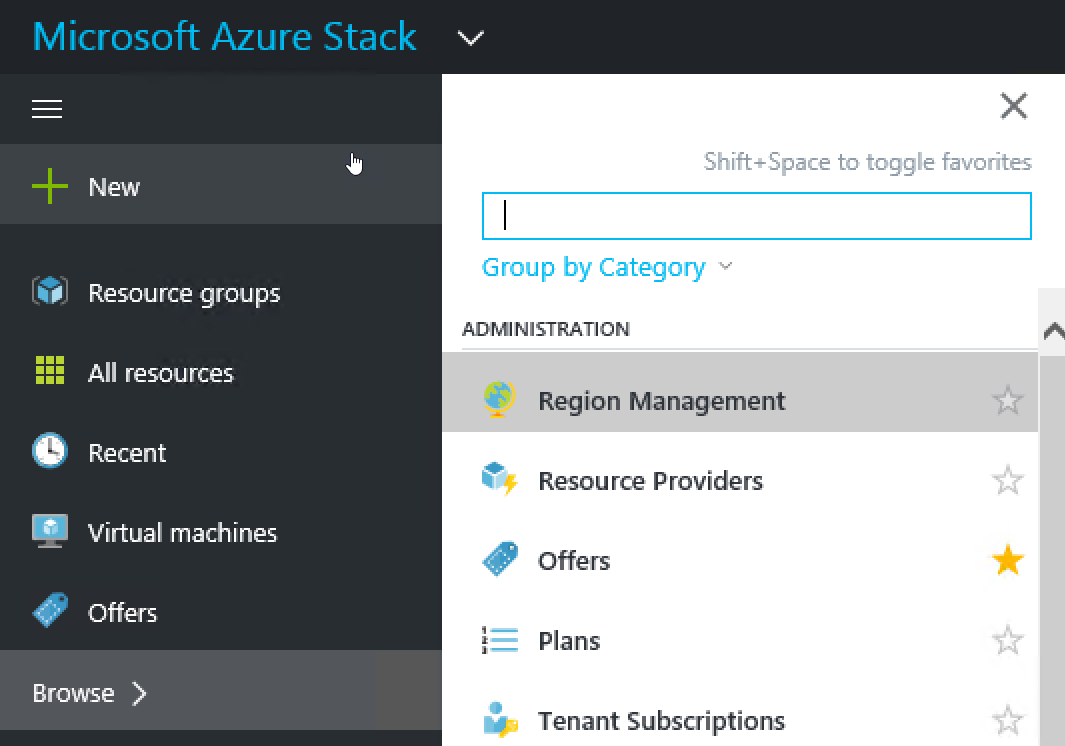 Microsoft Azure Stack
New
Resource groups
All resources
Recent
Virtual machines
Offers
Browse
Shift+Space to toggle favorites
Group by Category
ADMINISTRATION
Region Management
Resource Providers
Offers
Plans
Tenant Subscriptions